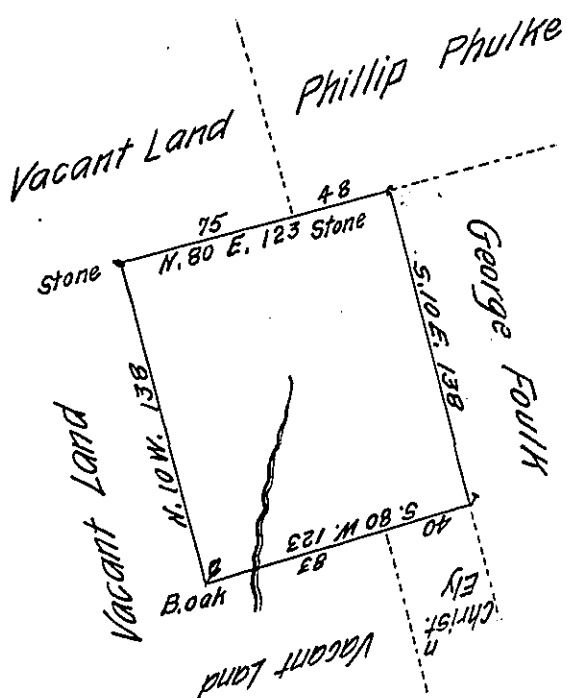 Phillip Phulke
Vacant Land
48
75
N. 80 E. 123 Stone
Stone
George Foulk
S. 10 E. 138
N. 10 W. 138
Vacant Land
S. 80 W. 123
40
83
B. oak
Christ.n
Ely
Vacant Land